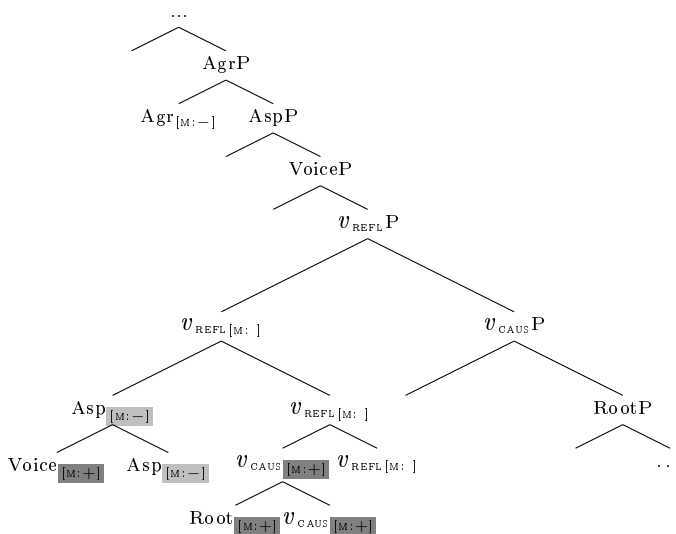 ...
AgrP
Agr[M:−] AspP
VoiceP
vREFLP
vREFL[M: ] vCAUSP
Asp[M:−] vREFL[M: ] RootP
Voice[M:+] Asp[M:−] vCAUS[M:+] vREFL[M: ] ..
Root[M:+] vCAUS[M:+]